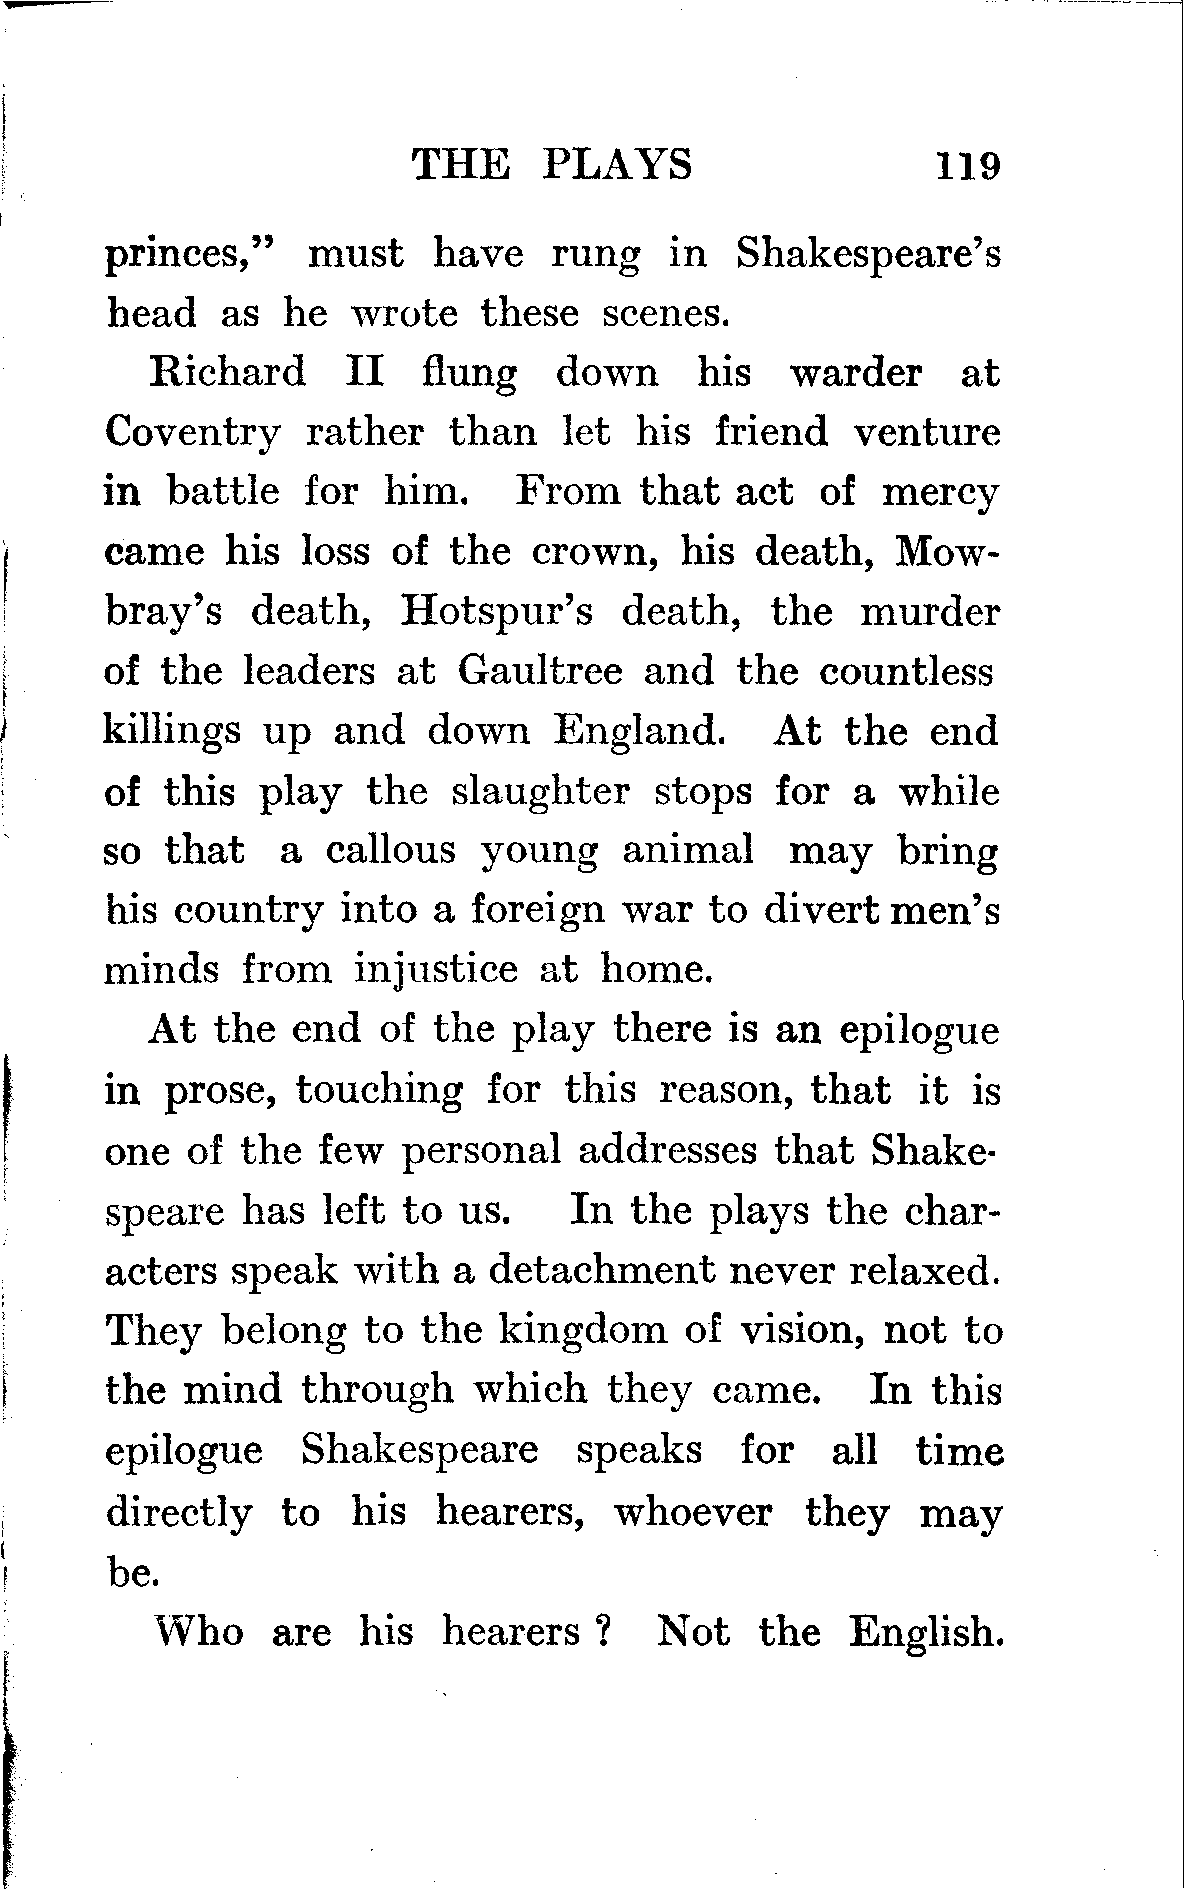 THE PLAYS 119
princes,” must have rung in Shakespeare’s
head as he wrote these scenes.
Richard II flung down his warder at
Coventry rather than let his friend venture
in battle for him. From that act of mercy
came his loss of the crown, his death, Mow-
bray’s death, Hotspur’s death, the murder
of the leaders at Gaultree and the countless
killings up and down England. At the end
of this play the slaughter stops for a while
so that a callous young animal may bring
his country into a foreign war to divert men’s
minds from injustice at home.
At the end of the play there is an epilogue
in prose, touching for this reason, that it is
one of the few personal addresses that Shake-
speare has left to us. In the plays the char-
acters speak with a detachment never relaxed.
They belong to the kingdom of vision, not to
the mind through which they came. In this
epilogue Shakespeare speaks for all time
directly to his hearers, whoever they may
be.
Who are his hearers ? Not the English.